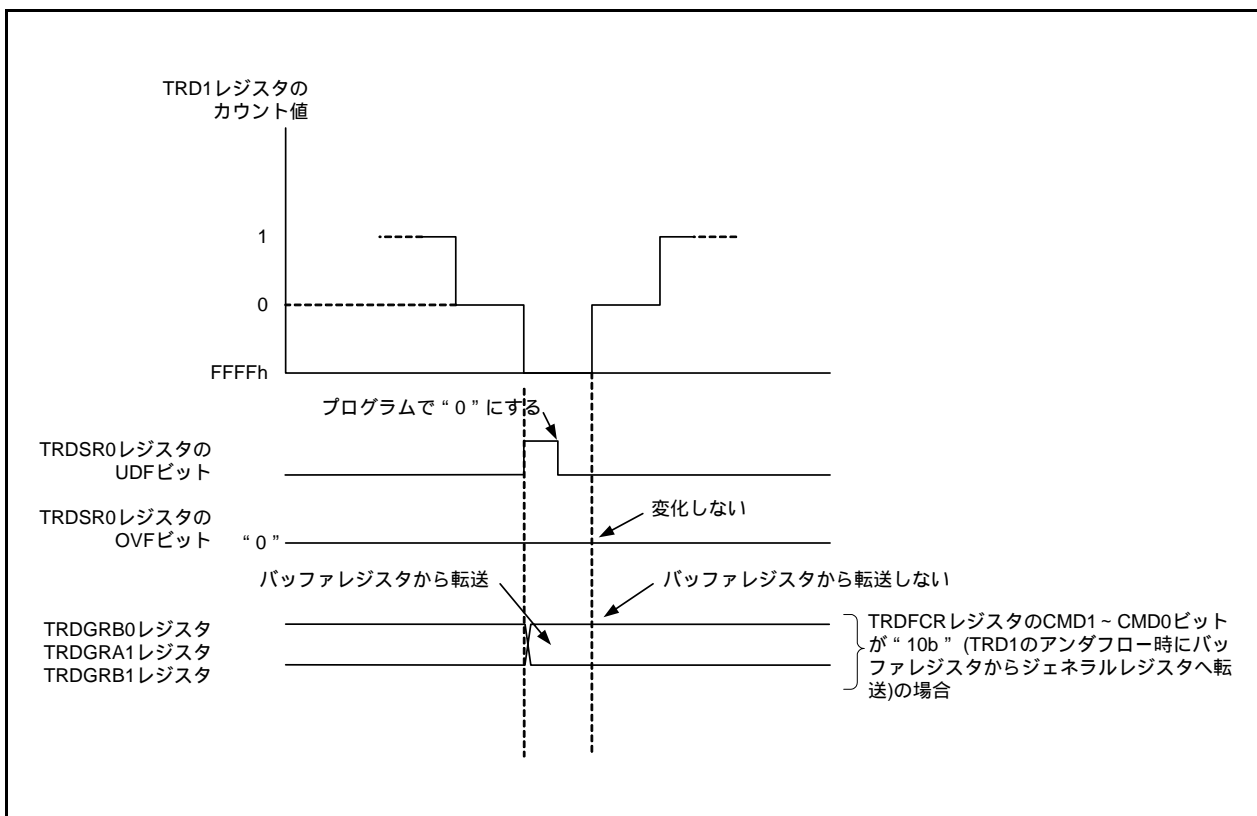 TRD1レジスタの
カウント値
1
0
FFFFh
プログラムで“0”にする
TRDSR0レジスタの
UDFビット
TRDSR0レジスタの
OVFビット “0”
変化しない
バッファレジスタから転送
バッファレジスタから転送しない
TRDGRB0レジスタ
TRDGRA1レジスタ
TRDGRB1レジスタ
TRDFCRレジスタのCMD1~CMD0ビット
が“10b”(TRD1のアンダフロー時にバッ
ファレジスタからジェネラルレジスタへ転
送)の場合